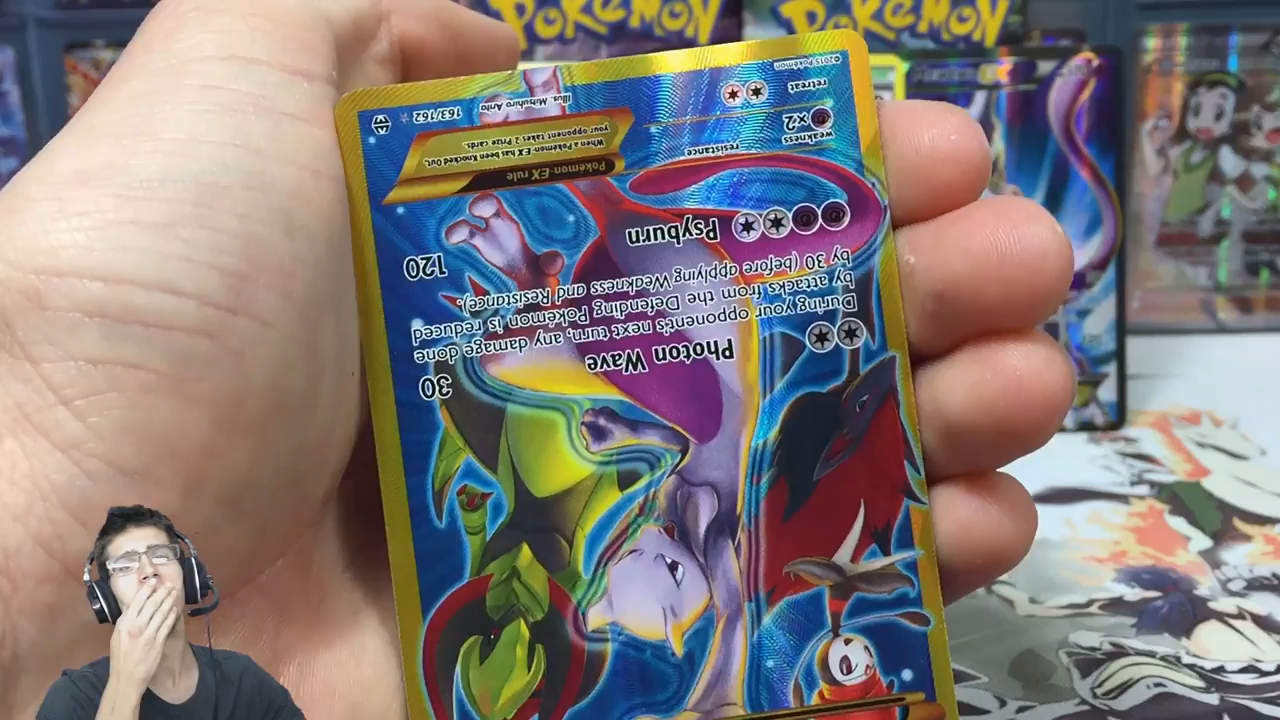 POKéMON
POKéMON
Photon Wave
30
During your opponent's next turn, any damage done
by attacks from the Defending Pokémon is reduced
by 30 (before applying Weakness and Resistance).
Psyburn
120
weakness
×2
resistance
retreat
Pokémon-EX rule
When a Pokémon-EX has been Knocked Out,
your opponent takes 2 Prize cards.
Illus. Mitsuhiro Arita
163/162
©2015 Pokémon